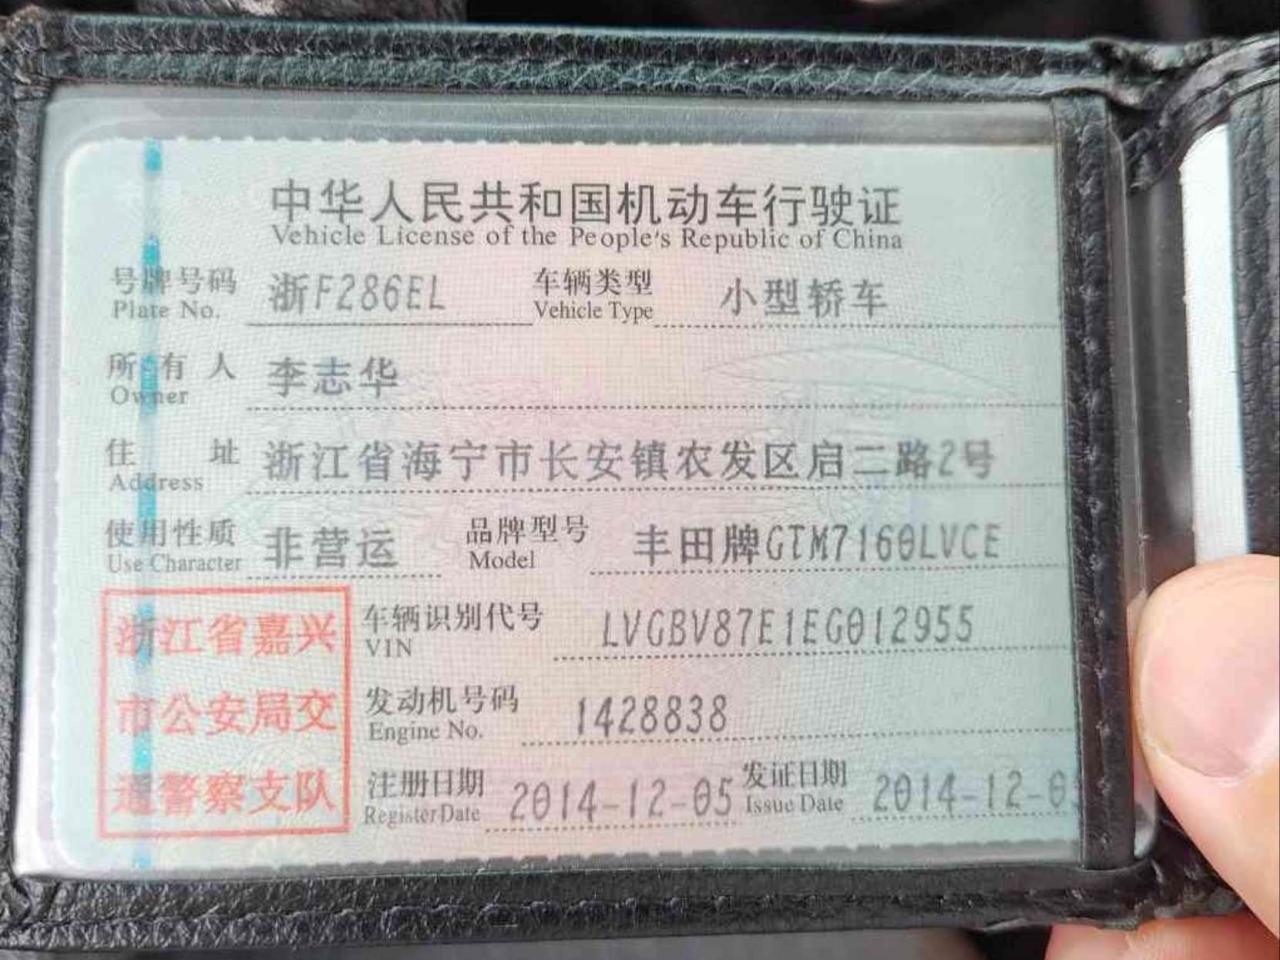 中华人民共和国机动车行驶证
Vehicle License of the People's Republic of China
号牌号码 浙F286EL 车辆类型 小型轿车
Plate No. Vehicle Type
所有人 李志华
Owner
住址 浙江省海宁市长安镇农发区启二路2号
Address
使用性质 非营运 品牌型号 丰田牌GTM7160LVCE
Use Character Model
浙江省嘉兴
市公安局交
通警察支队
车辆识别代号 LVGBV87E1EG012955
VIN
发动机号码 1428838
Engine No.
注册日期 2014-12-05 发证日期 2014-12-0
Register Date Issue Date